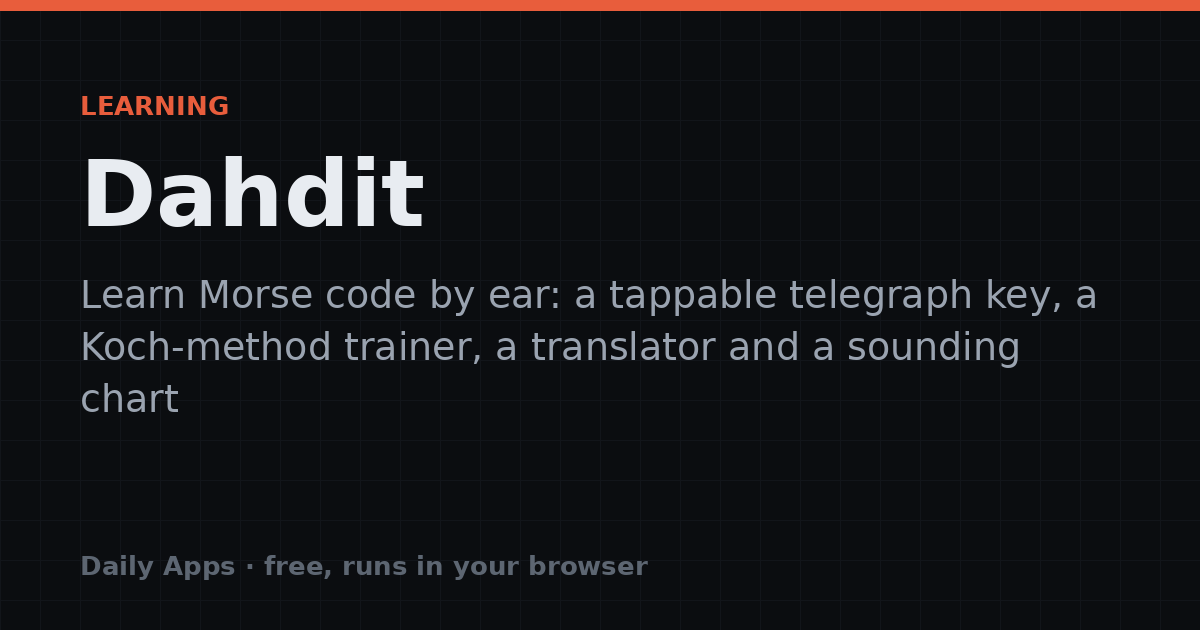 LEARNING
Dahdit
Learn Morse code by ear: a tappable telegraph key, a
Koch-method trainer, a translator and a sounding
chart
Daily Apps · free, runs in your browser